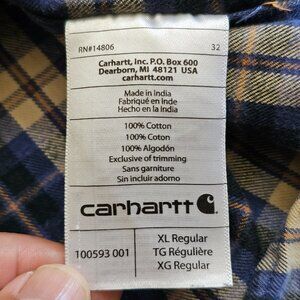 RN#14806 32
Carhartt, Inc. P.O. Box 600
Dearborn, MI 48121 USA
carhartt.com
Made in India
Fabriqué en Inde
Hecho en la India
100% Cotton
100% Coton
100% Algodón
Exclusive of trimming
Sans garniture
Sin incluir adorno
carhartt
100593 001
XL Regular
TG Régulière
XG Regular